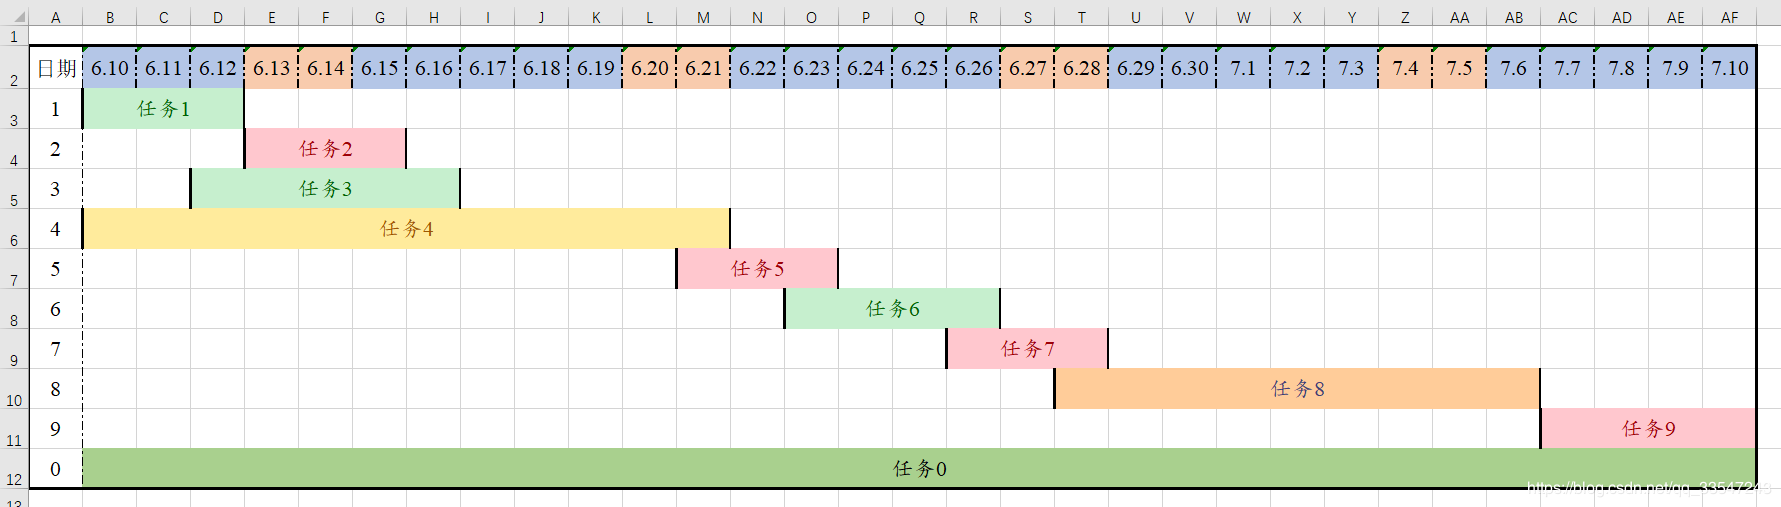 A B C D E F G H I J K L M N O P Q R S T U V W X Y Z AA AB AC AD AE AF
1
2 日期 6.10 6.11 6.12 6.13 6.14 6.15 6.16 6.17 6.18 6.19 6.20 6.21 6.22 6.23 6.24 6.25 6.26 6.27 6.28 6.29 6.30 7.1 7.2 7.3 7.4 7.5 7.6 7.7 7.8 7.9 7.10
3 1 任务1
4 2 任务2
5 3 任务3
6 4 任务4
7 5 任务5
8 6 任务6
9 7 任务7
10 8 任务8
11 9 任务9
12 0 任务0
13